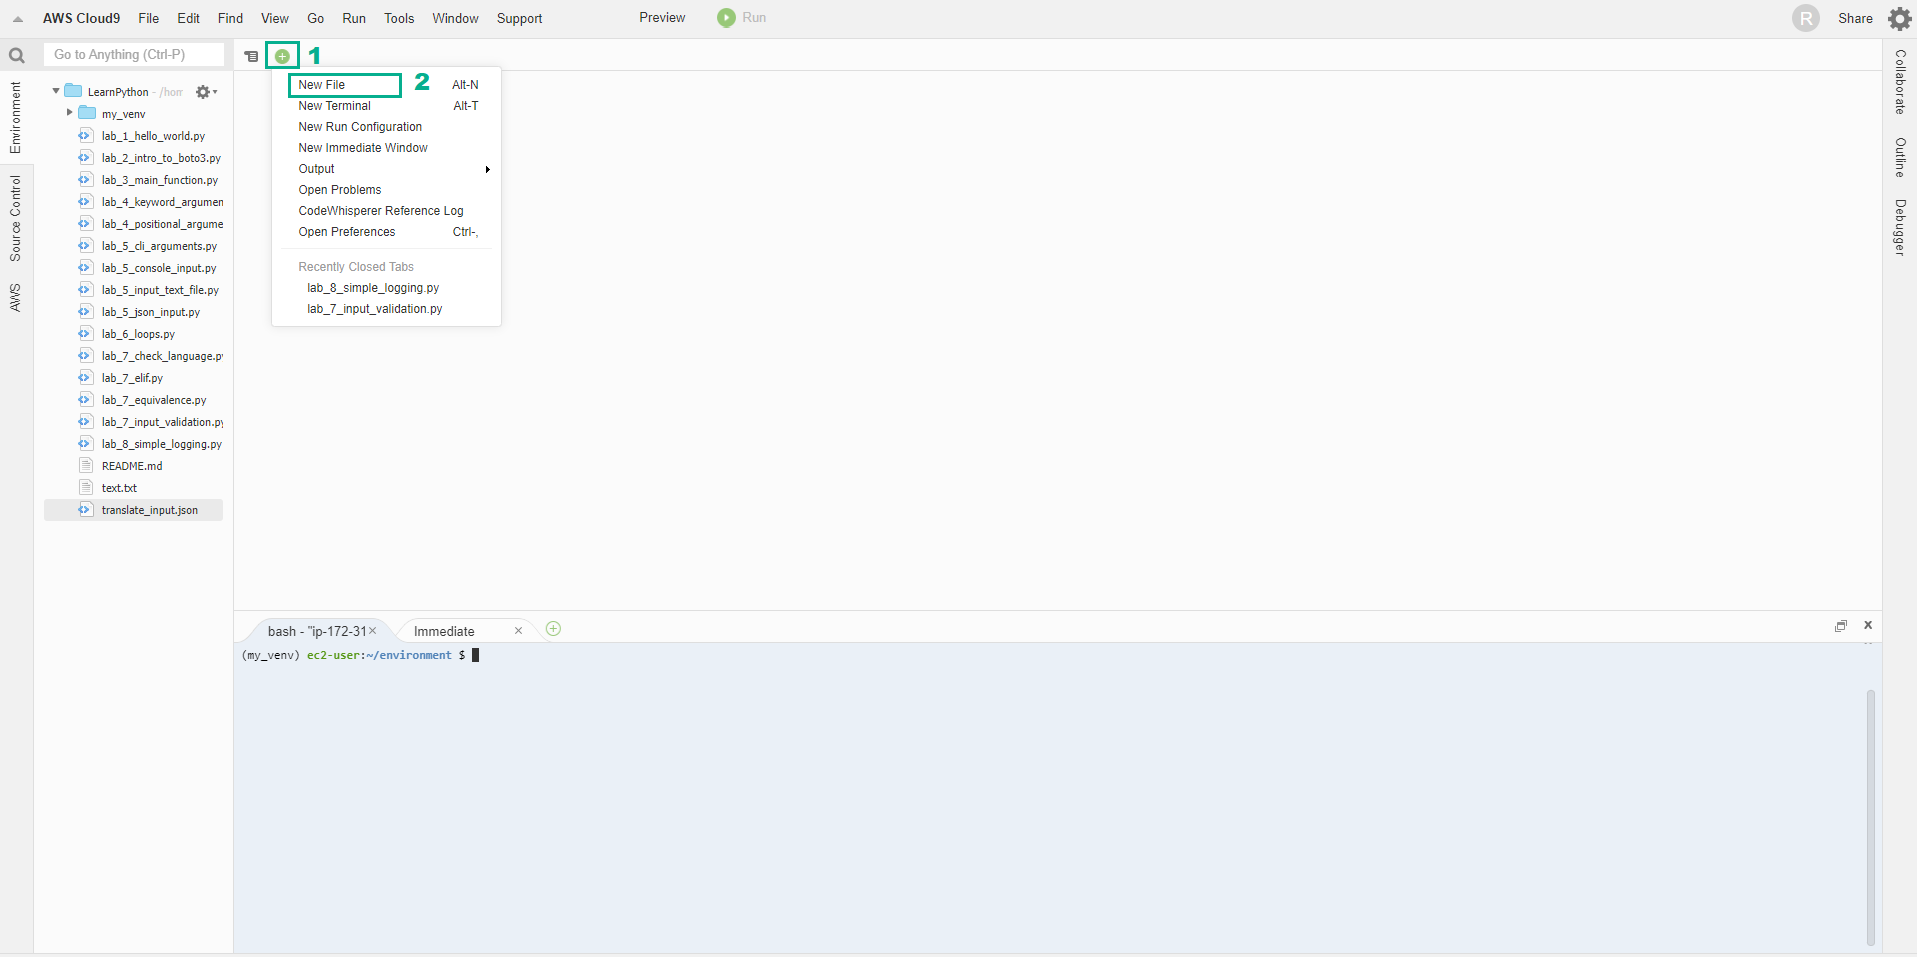 AWS Cloud9 File Edit Find View Go Run Tools Window Support Preview Run R Share
Go to Anything (Ctrl-P)
1
New File Alt-N
2
New Terminal Alt-T
New Run Configuration
New Immediate Window
Output
Open Problems
CodeWhisperer Reference Log
Open Preferences Ctrl-,
Recently Closed Tabs
lab_8_simple_logging.py
lab_7_input_validation.py
Environment
Source Control
AWS
LearnPython - /hom
my_venv
lab_1_hello_world.py
lab_2_intro_to_boto3.py
lab_3_main_function.py
lab_4_keyword_argumen
lab_4_positional_argume
lab_5_cli_arguments.py
lab_5_console_input.py
lab_5_input_text_file.py
lab_5_json_input.py
lab_6_loops.py
lab_7_check_language.py
lab_7_elif.py
lab_7_equivalence.py
lab_7_input_validation.py
lab_8_simple_logging.py
README.md
text.txt
translate_input.json
Collaborate
Outline
Debugger
bash - "ip-172-31 Immediate
(my_venv) ec2-user:~/environment $